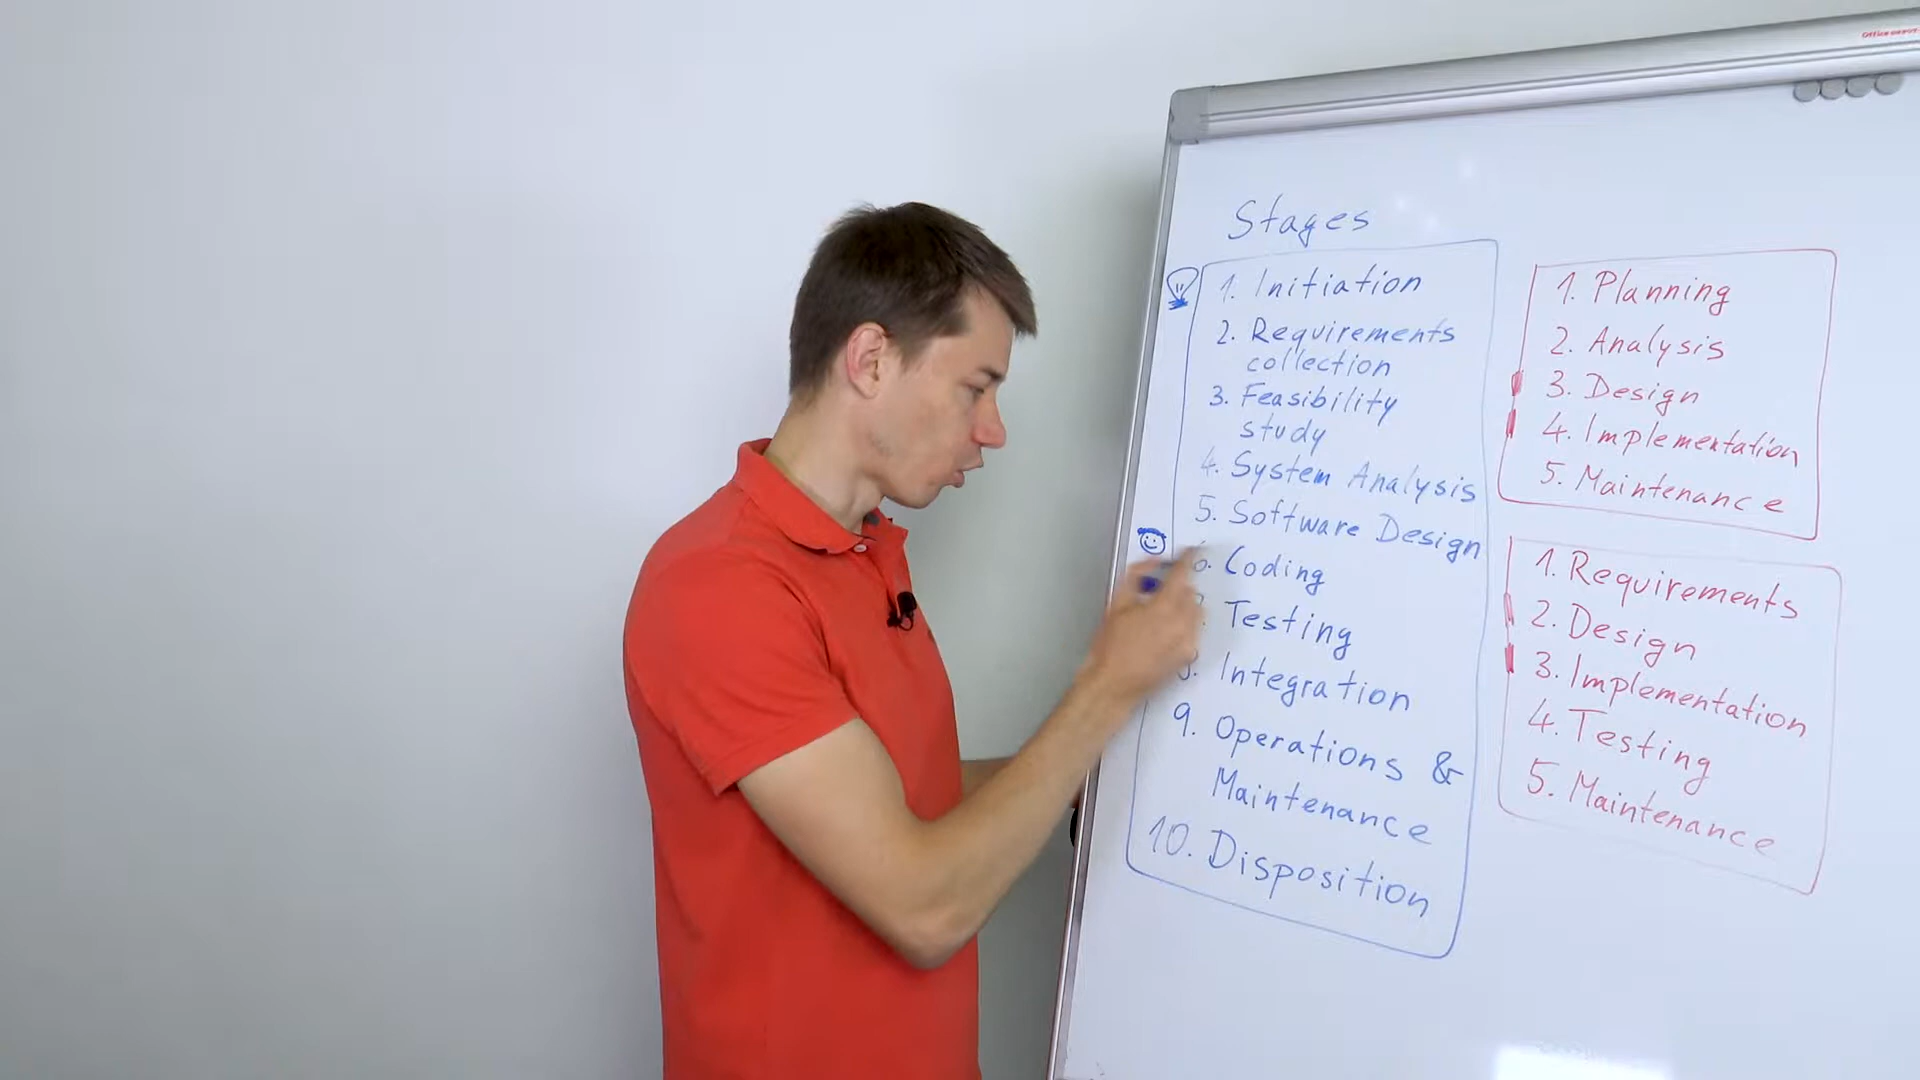 Office DEPOT
Stages
1. Initiation
2. Requirements
collection
3. Feasibility
study
4. System Analysis
5. Software Design
6. Coding
Testing
Integration
9. Operations &
Maintenance
10. Disposition
1. Planning
2. Analysis
3. Design
4. Implementation
5. Maintenance
1. Requirements
2. Design
3. Implementation
4. Testing
5. Maintenance